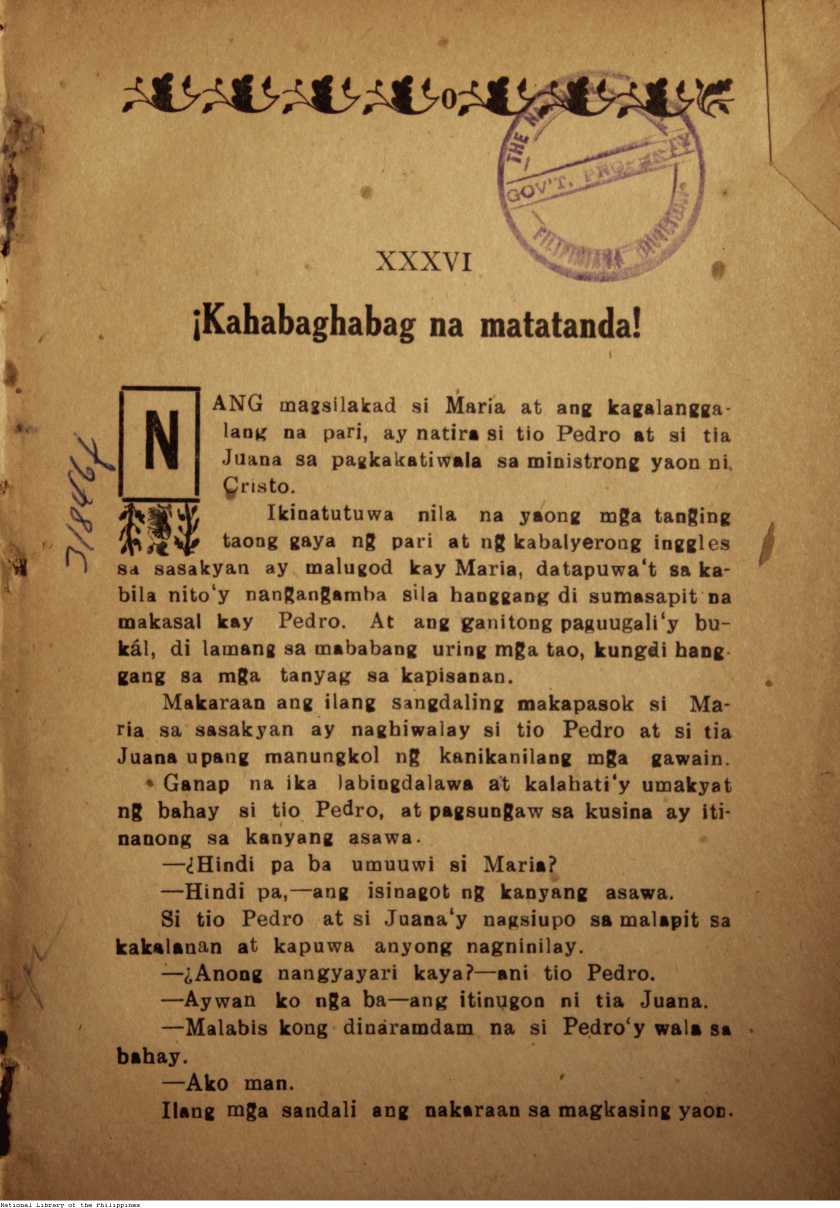 THE N
GOV'T. PROPERTY
FILIPINIANA DIVISION
XXXVI
¡Kahabaghabag na matatanda!
NANG magsilakad si Maria at ang kagalangga-
lang na pari, ay natira si tio Pedro at si tia
Juana sa pagkakatiwala sa ministrong yaon ni
Cristo.
Ikinatutuwa nila na yaong mga tanging
taong gaya ng pari at ng kabalyerong inggles
sa sasakyan ay malugod kay Maria, datapuwa‘t sa ka-
bila nito‘y nangangamba sila hanggang di sumasapit na
makasal kay Pedro. At ang ganitong paguugali‘y bu-
kál, di lamang sa mababang uring mga tao, kungdi hang-
gang sa mga tanyag sa kapisanan.
Makaraan ang ilang sangdaling makapasok si Ma-
ria sa sasakyan ay naghiwalay si tio Pedro at si tia
Juana upang manungkol ng kanikanilang mga gawain.
Ganap na ika labingdalawa at kalahati‘y umakyat
ng bahay si tio Pedro, at pagsungaw sa kusina ay iti-
nanong sa kanyang asawa.
—¿Hindi pa ba umuuwi si Maria?
—Hindi pa,—ang isinagot ng kanyang asawa.
Si tio Pedro at si Juana‘y nagsiupo sa malapit sa
kakalanan at kapuwa anyong nagninilay.
—¿Anong nangyayari kaya?—ani tio Pedro.
—Aywan ko nga ba—ang itinugon ni tia Juana.
—Malabis kong dináramdam na si Pedro‘y wala sa
bahay.
—Ako man.
Ilang mga sandali ang nakaraan sa magkasing yaon.
National Library of the Philippines